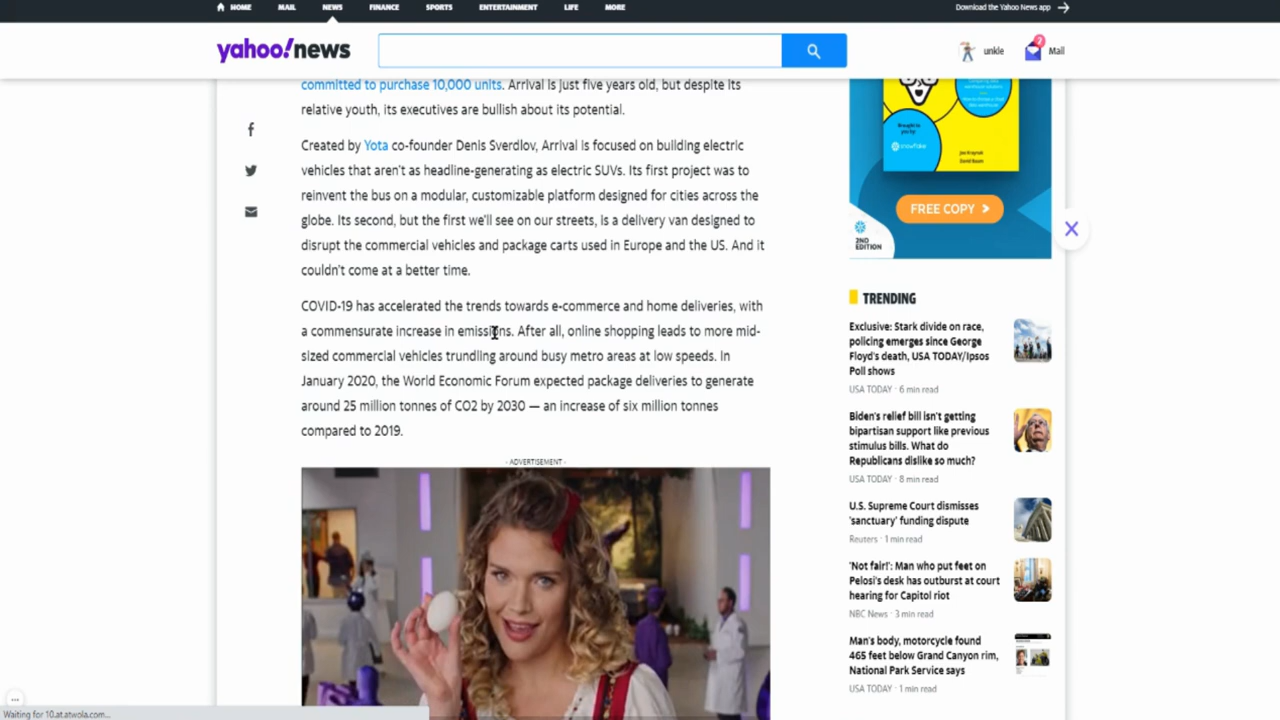 HOME MAIL NEWS FINANCE SPORTS ENTERTAINMENT LIFE MORE Download the Yahoo News app
yahoo!news unkle 2 Mail
committed to purchase 10,000 units. Arrival is just five years old, but despite its
relative youth, its executives are bullish about its potential.
Created by Yota co-founder Denis Sverdlov, Arrival is focused on building electric
vehicles that aren't as headline-generating as electric SUVs. Its first project was to
reinvent the bus on a modular, customizable platform designed for cities across the
globe. Its second, but the first we'll see on our streets, is a delivery van designed to
disrupt the commercial vehicles and package carts used in Europe and the US. And it
couldn't come at a better time.
COVID-19 has accelerated the trends towards e-commerce and home deliveries, with
a commensurate increase in emissions. After all, online shopping leads to more mid-
sized commercial vehicles trundling around busy metro areas at low speeds. In
January 2020, the World Economic Forum expected package deliveries to generate
around 25 million tonnes of CO2 by 2030 — an increase of six million tonnes
compared to 2019.
- ADVERTISEMENT -
Brought to
you by
snowflake
Joe Kraynak
David Baum
FREE COPY >
2ND
EDITION
TRENDING
Exclusive: Stark divide on race,
policing emerges since George
Floyd's death, USA TODAY/Ipsos
Poll shows
USA TODAY · 6 min read
Biden's relief bill isn't getting
bipartisan support like previous
stimulus bills. What do
Republicans dislike so much?
USA TODAY · 8 min read
U.S. Supreme Court dismisses
'sanctuary' funding dispute
Reuters · 1 min read
'Not fair!': Man who put feet on
Pelosi's desk has outburst at court
hearing for Capitol riot
NBC News · 3 min read
Man's body, motorcycle found
465 feet below Grand Canyon rim,
National Park Service says
USA TODAY · 1 min read
Waiting for 10.at.atwola.com...